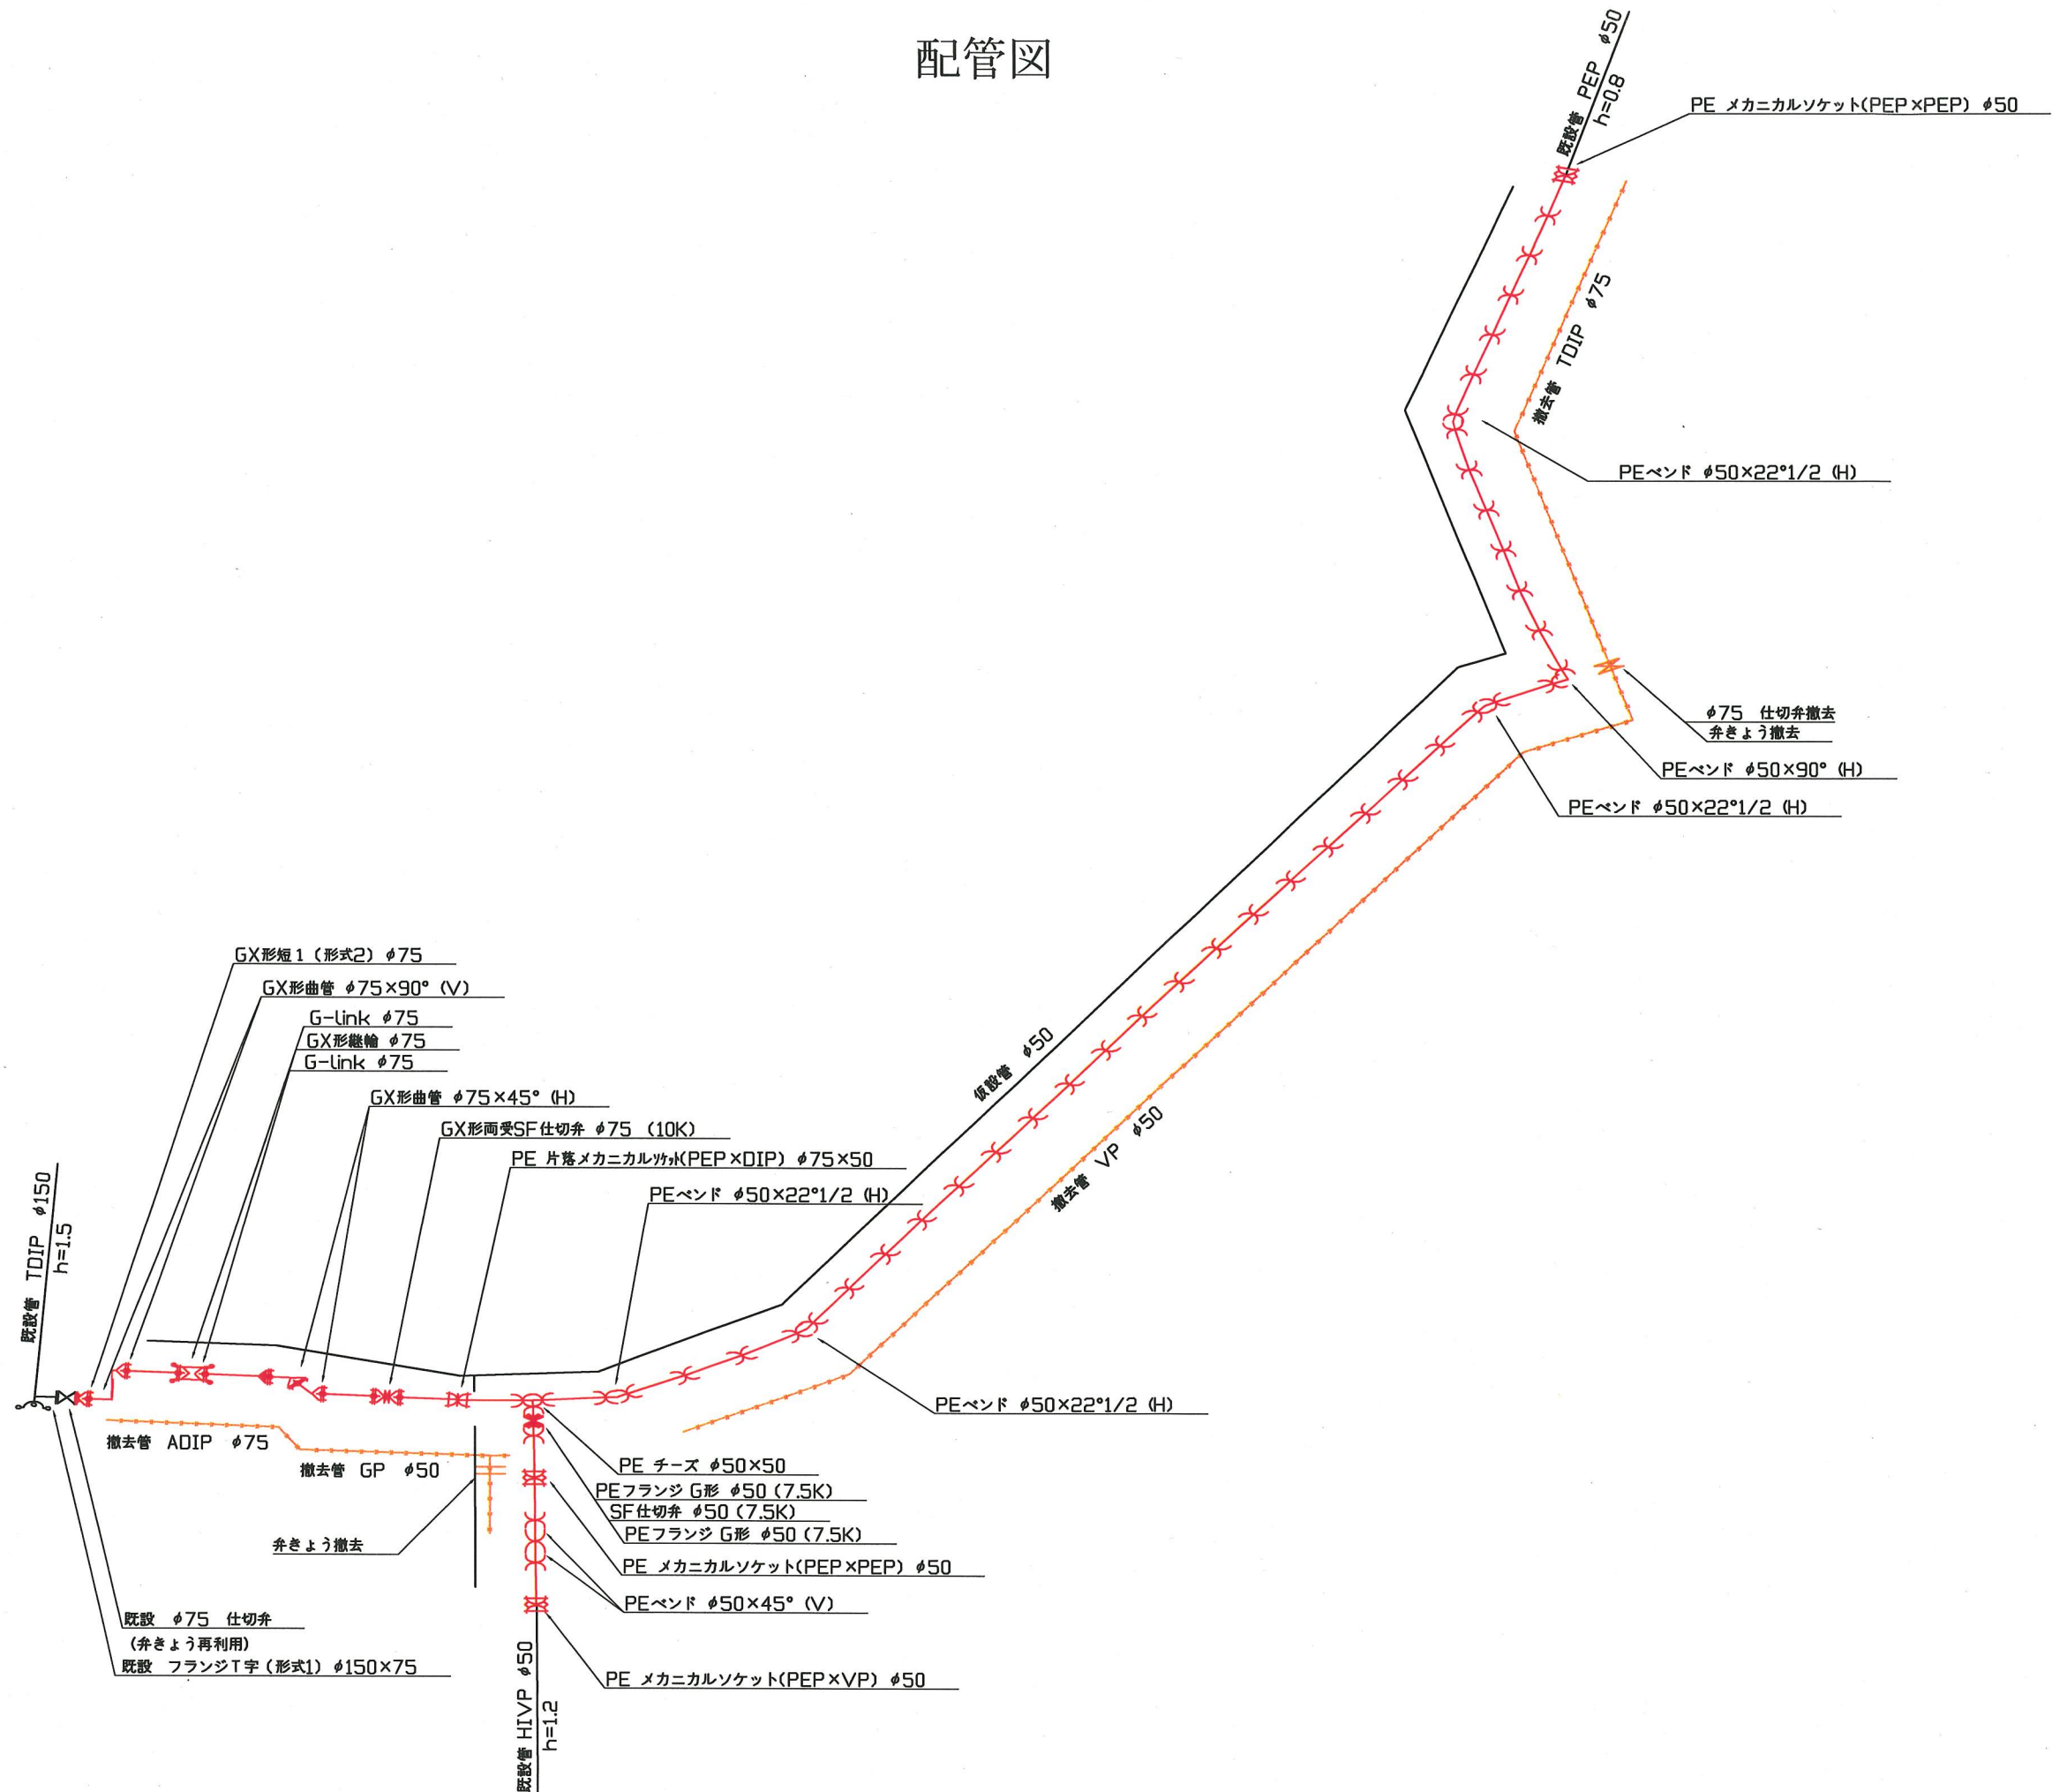 配管図
既設管 PEP φ50
h=0.8
PE メカニカルソケット(PEP×PEP) φ50
撤去管 TDIP φ75
PEベンド φ50×22°1/2 (H)
φ75 仕切弁撤去
弁きょう撤去
PEベンド φ50×90° (H)
PEベンド φ50×22°1/2 (H)
GX形短1 (形式2) φ75
GX形曲管 φ75×90° (V)
G-link φ75
GX形継輪 φ75
G-link φ75
仮設管 φ50
GX形曲管 φ75×45° (H)
GX形両受SF仕切弁 φ75 (10K)
PE 片落メカニカルソケット(PEP×DIP) φ75×50
PEベンド φ50×22°1/2 (H)
撤去管 VP φ50
既設管 TDIP φ150
h=1.5
PEベンド φ50×22°1/2 (H)
撤去管 ADIP φ75
撤去管 GP φ50
PE チーズ φ50×50
PEフランジ G形 φ50 (7.5K)
SF仕切弁 φ50 (7.5K)
PEフランジ G形 φ50 (7.5K)
弁きょう撤去
PE メカニカルソケット(PEP×PEP) φ50
PEベンド φ50×45° (V)
既設 φ75 仕切弁
(弁きょう再利用)
既設 フランジT字 (形式1) φ150×75
PE メカニカルソケット(PEP×VP) φ50
既設管 HIVP φ50
h=1.2